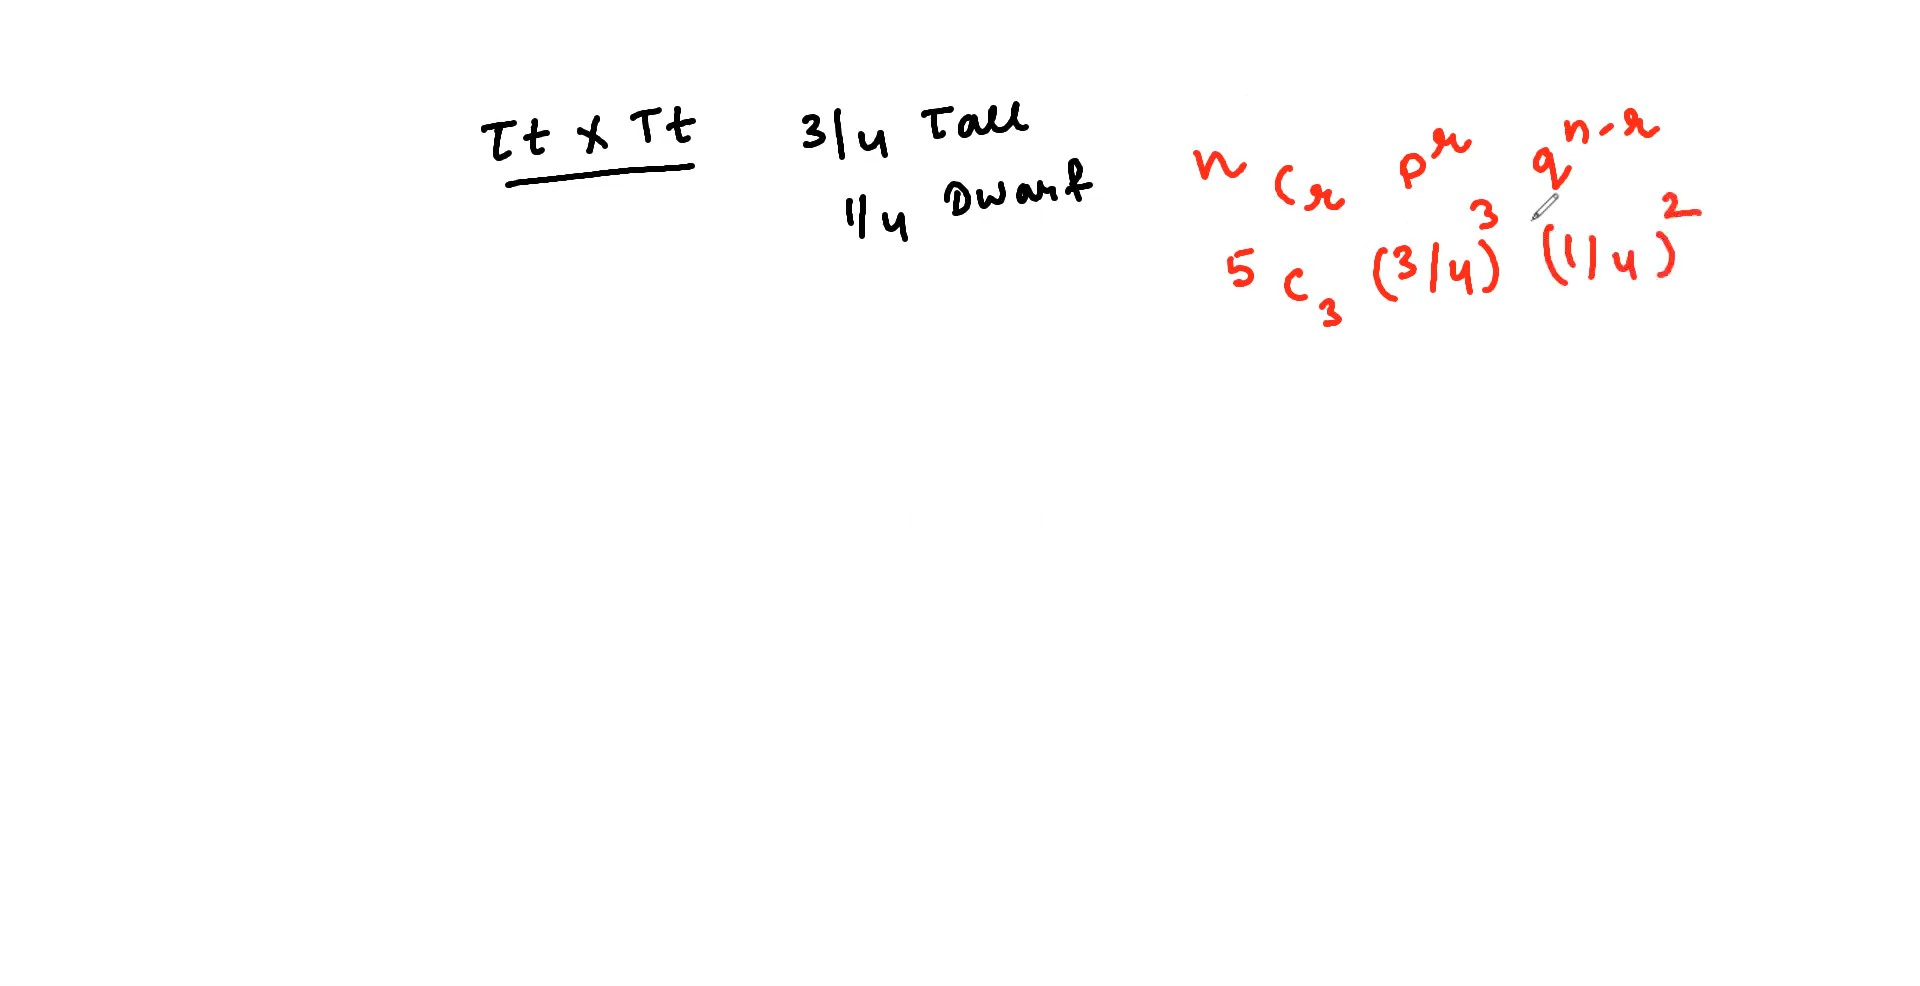 Tt x Tt 3/4 Tall
1/4 Dwarf
n C r p^r q^n-r
5 C 3 (3/4)^3 (1/4)^2